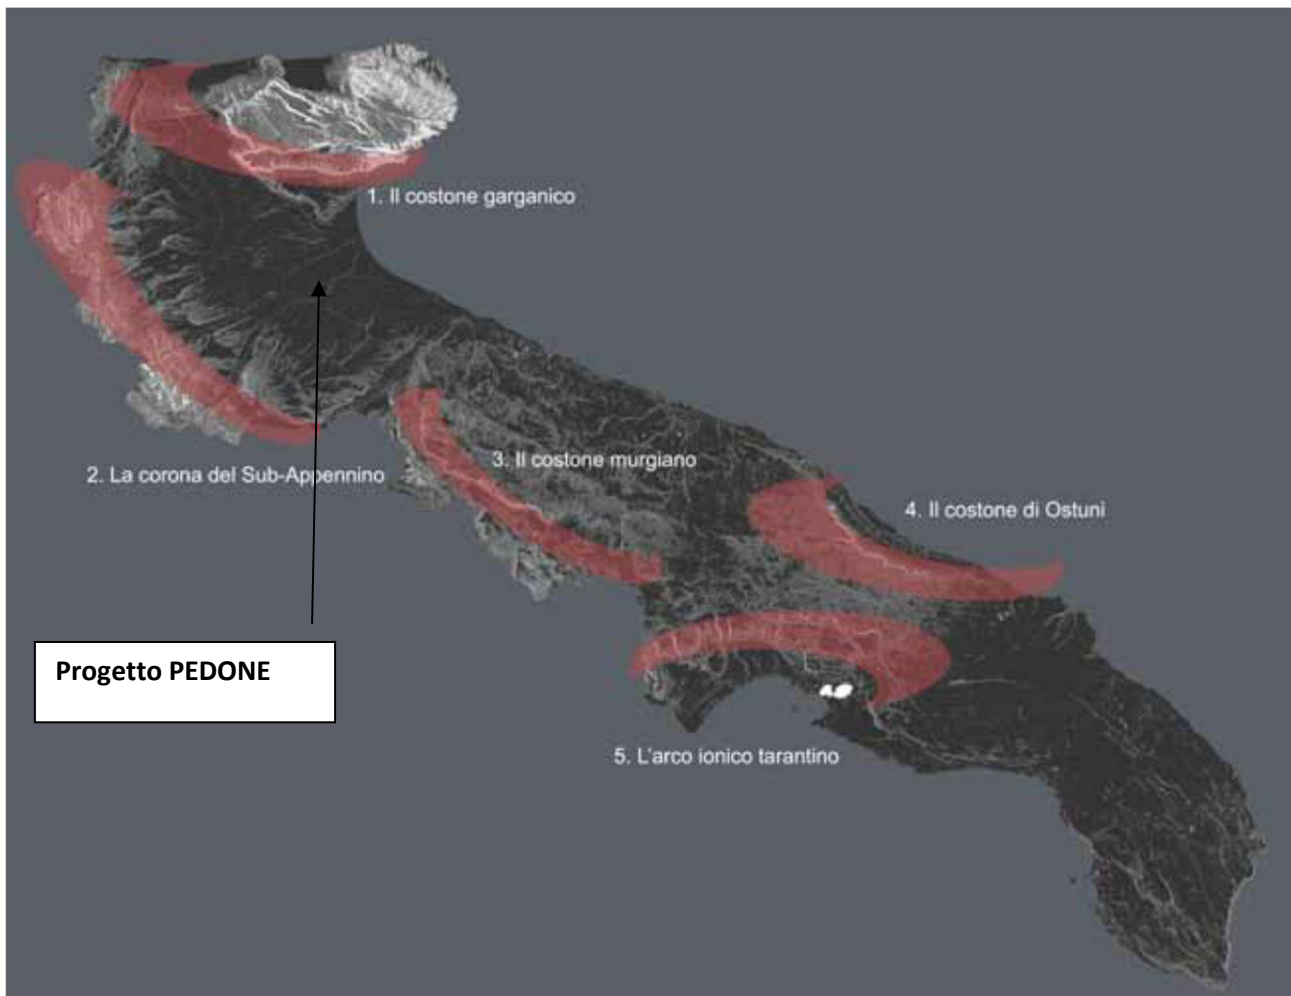 1. Il costone garganico
3. Il costone murgiano
2. La corona del Sub-Appennino
4. Il costone di Ostuni
Progetto PEDONE
5. L'arco ionico tarantino